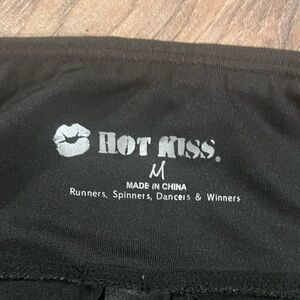 HOT KISS®
M
MADE IN CHINA
Runners, Spinners, Dancers & Winners